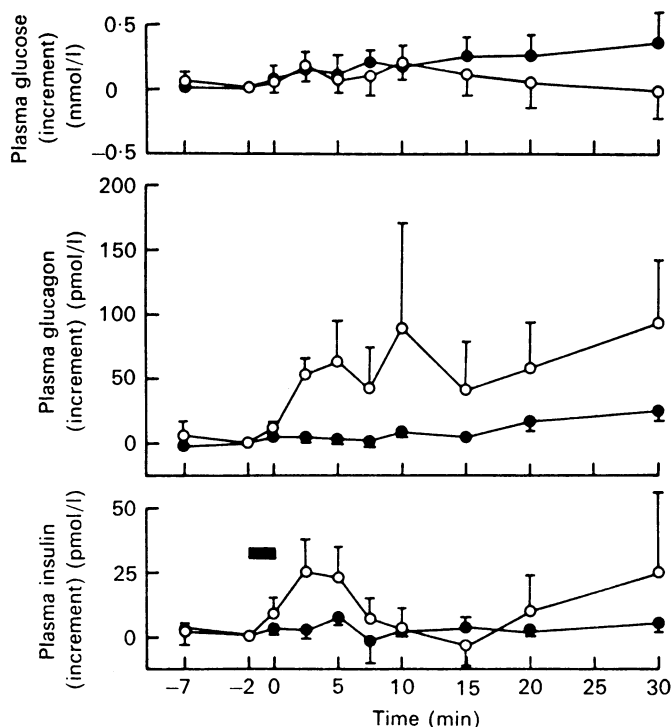 Plasma glucose
(increment)
(mmol/l)
0·5
0
−0·5
Plasma glucagon
(increment) (pmol/l)
200
150
100
50
0
Plasma insulin
(increment) (pmol/l)
50
25
0
−7 −2 0 5 10 15 20 25 30
Time (min)